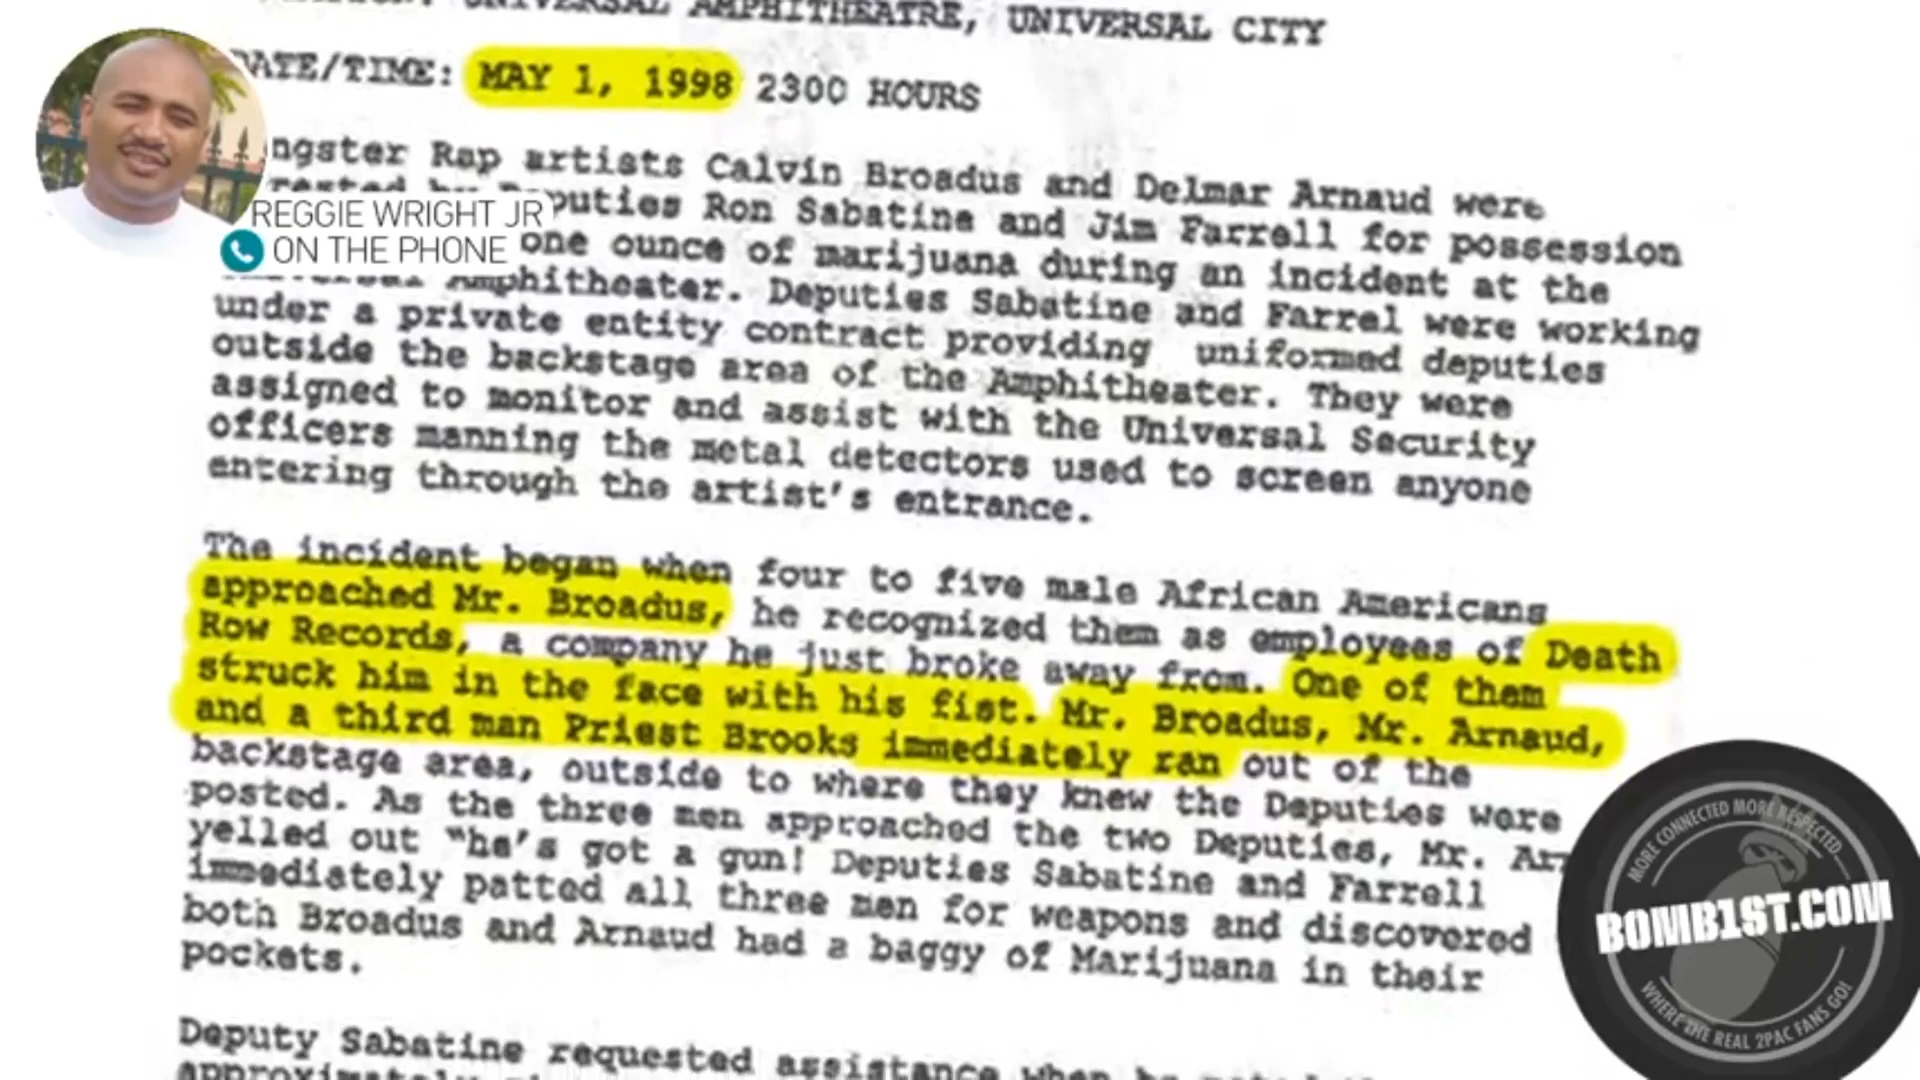 UNIVERSAL AMPHITHEATRE, UNIVERSAL CITY
DATE/TIME: MAY 1, 1998 2300 HOURS
ngster Rap artists Calvin Broadus and Delmar Arnaud were
rested by Deputies Ron Sabatine and Jim Farrell for possession
one ounce of marijuana during an incident at the
Amphitheater. Deputies Sabatine and Farrel were working
under a private entity contract providing uniformed deputies
outside the backstage area of the Amphitheater. They were
assigned to monitor and assist with the Universal Security
officers manning the metal detectors used to screen anyone
entering through the artist's entrance.
The incident began when four to five male African Americans
approached Mr. Broadus, he recognized them as employees of Death
Row Records, a company he just broke away from. One of them
struck him in the face with his fist. Mr. Broadus, Mr. Arnaud,
and a third man Priest Brooks immediately ran out of the
backstage area, outside to where they knew the Deputies were
posted. As the three men approached the two Deputies, Mr. Ar
yelled out "he's got a gun! Deputies Sabatine and Farrell
immediately patted all three men for weapons and discovered
both Broadus and Arnaud had a baggy of Marijuana in their
pockets.
Deputy Sabatine requested assistance when he
REGGIE WRIGHT JR
ON THE PHONE
MORE CONNECTED MORE RESPECTED
BOMB1ST.COM
WHERE THE REAL 2PAC FANS GO!